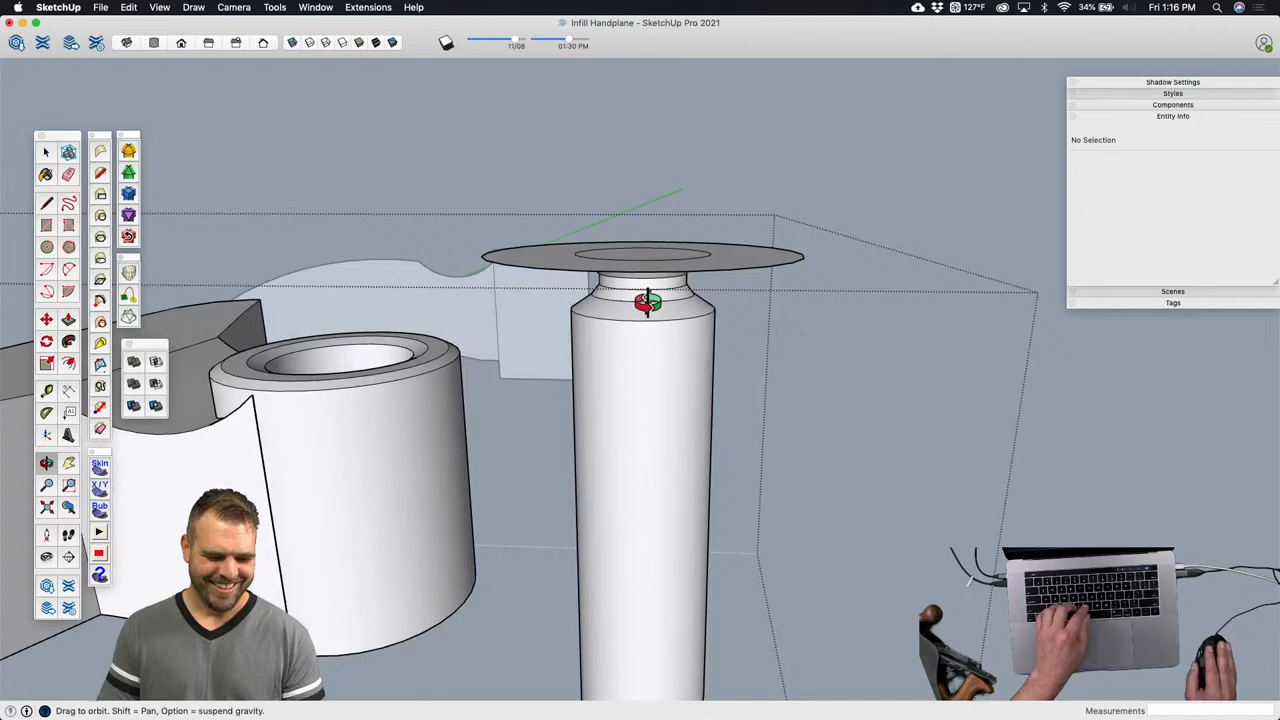 SketchUp File Edit View Draw Camera Tools Window Extensions Help
127°F 34% Fri 1:16 PM
Infill Handplane - SketchUp Pro 2021
11/08 01:30 PM
Shadow Settings
Styles
Components
Entity Info
No Selection
Scenes
Tags
A1
Skin
X/Y
Bub
?
Drag to orbit. Shift = Pan, Option = suspend gravity.
Measurements